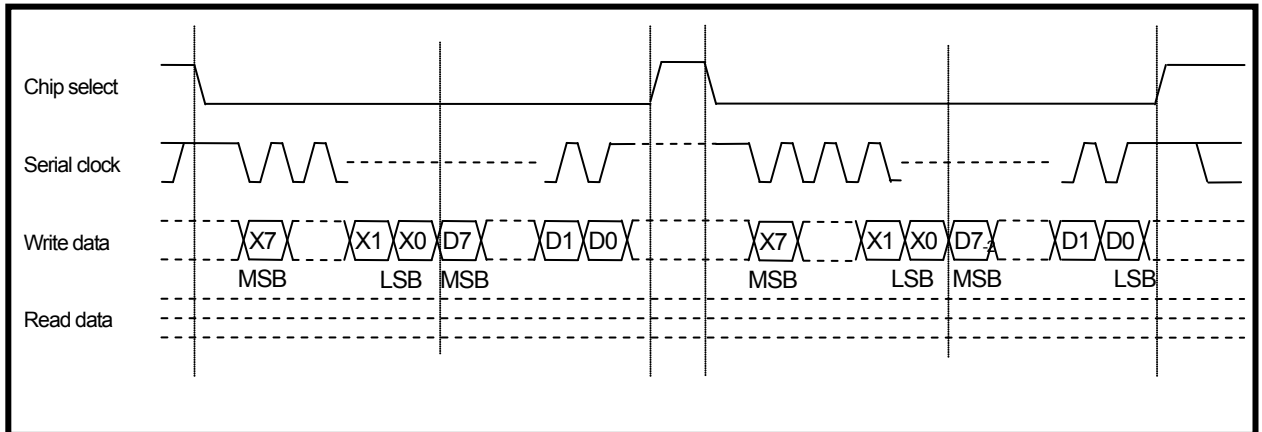 Chip select
Serial clock
Write data
X7 X1 X0 D7 D1 D0 X7 X1 X0 D7-2 D1 D0
MSB LSB MSB MSB LSB MSB LSB
Read data